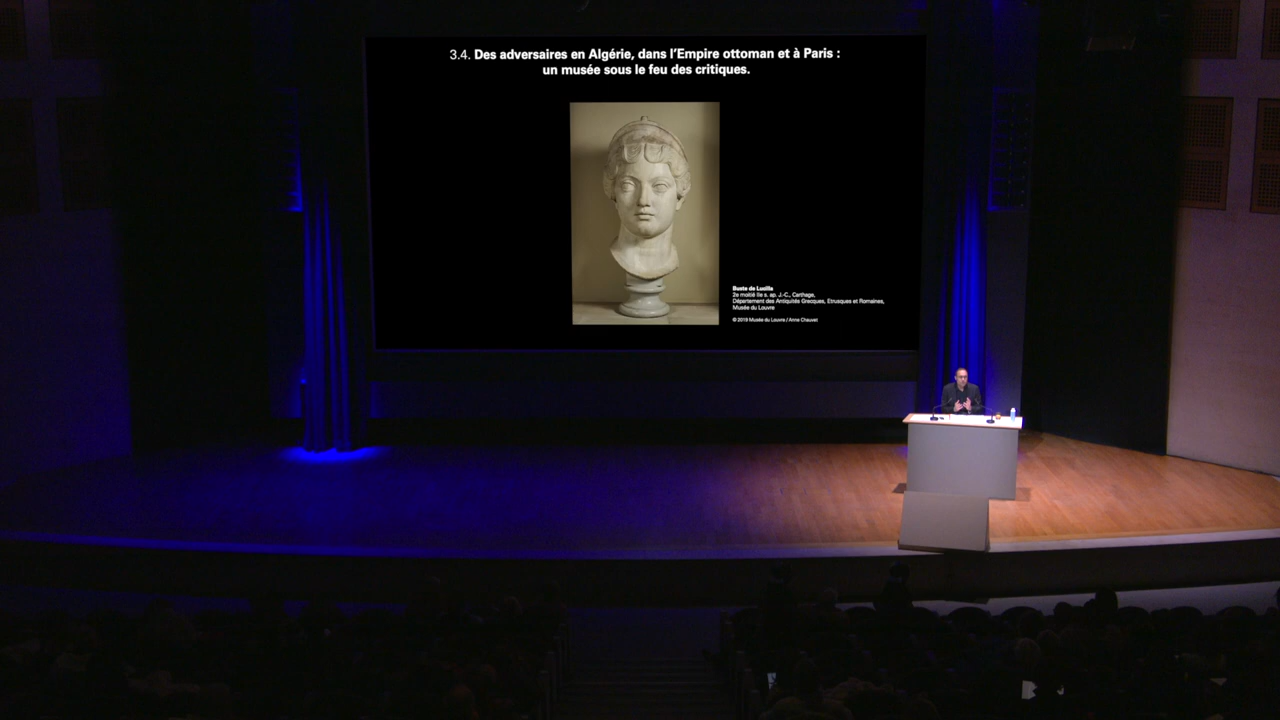 3.4. Des adversaires en Algérie, dans l'Empire ottoman et à Paris :
un musée sous le feu des critiques.
Buste de Lucilla
2e moitié IIe s. ap. J.-C., Carthage,
Département des Antiquités Grecques, Etrusques et Romaines,
Musée du Louvre
© 2019 Musée du Louvre / Anne Chauvet